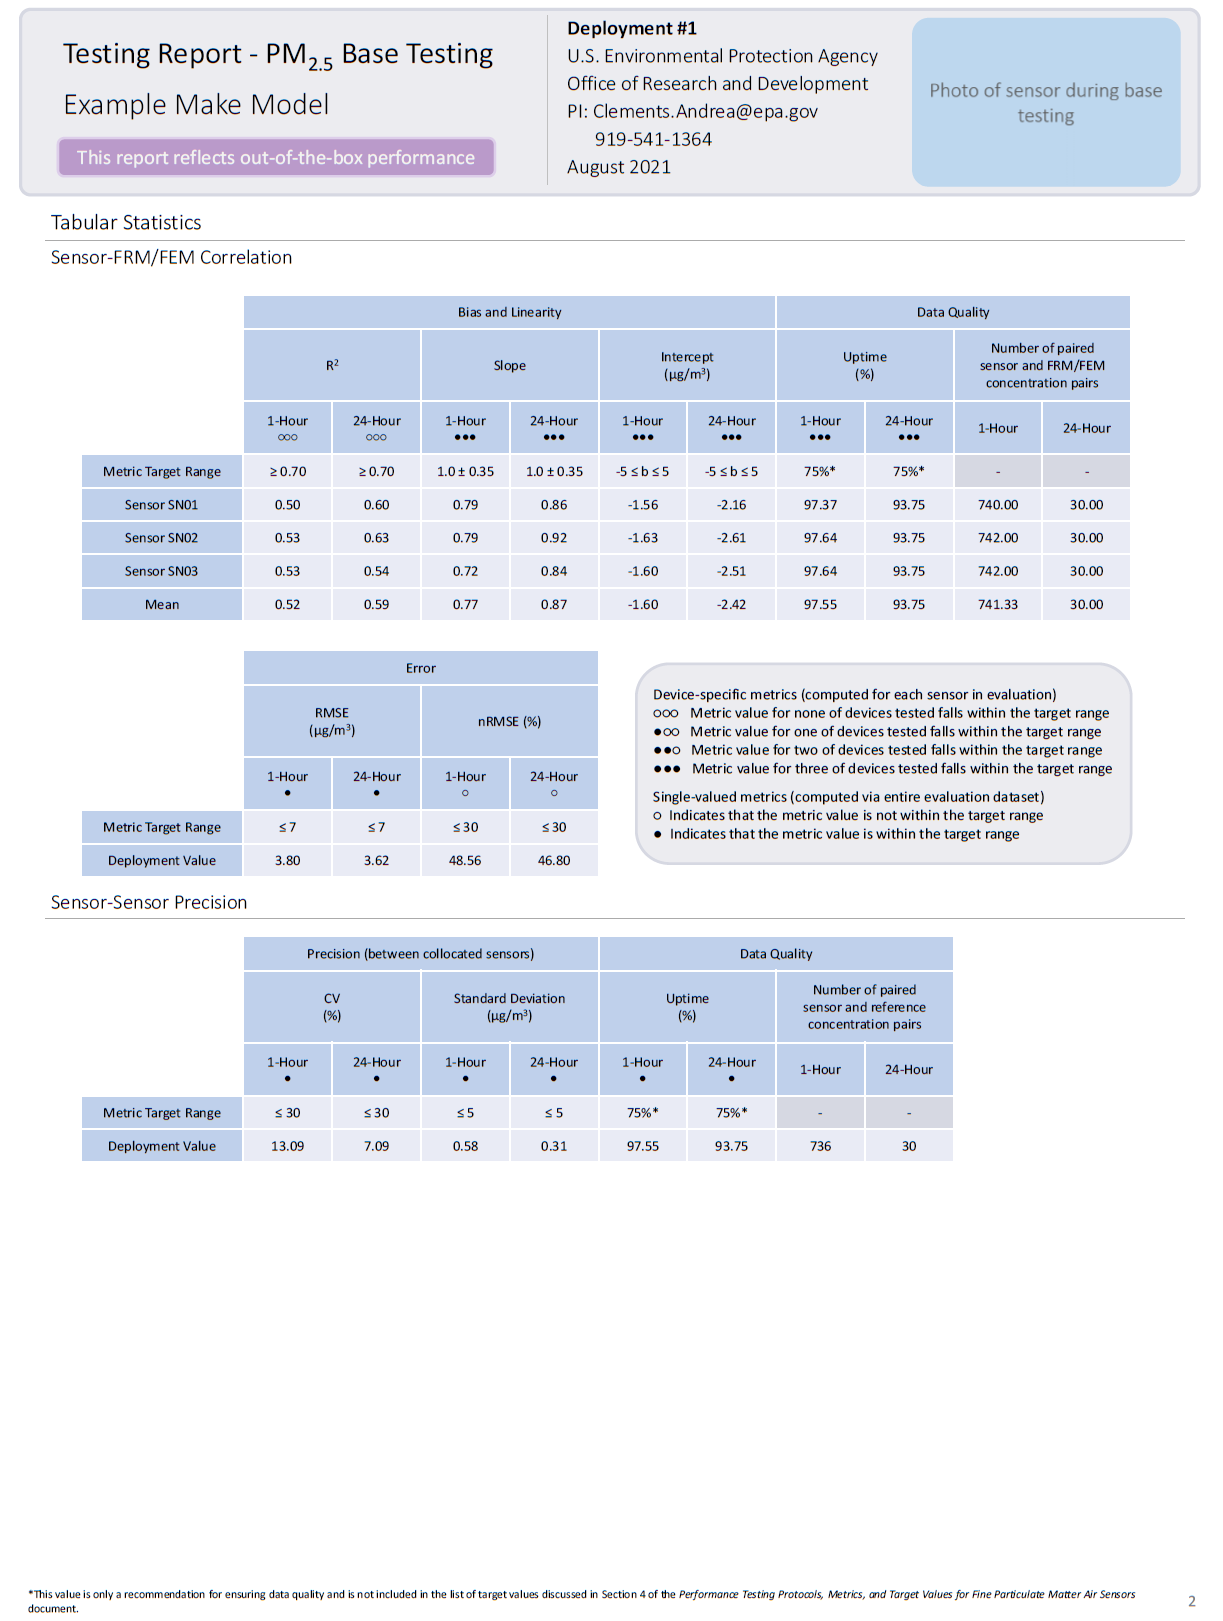 Testing Report - PM2.5 Base Testing
Example Make Model
This report reflects out-of-the-box performance
Deployment #1
U.S. Environmental Protection Agency
Office of Research and Development
PI: Clements.Andrea@epa.gov
919-541-1364
August 2021
Photo of sensor during base
testing
Tabular Statistics
Sensor-FRM/FEM Correlation
Bias and Linearity Data Quality
R² Slope Intercept (µg/m³) Uptime (%) Number of paired sensor and FRM/FEM concentration pairs
1-Hour 24-Hour 1-Hour 24-Hour 1-Hour 24-Hour 1-Hour 24-Hour 1-Hour 24-Hour
○○○ ○○○ ●●● ●●● ●●● ●●● ●●● ●●●
Metric Target Range ≥ 0.70 ≥ 0.70 1.0 ± 0.35 1.0 ± 0.35 -5 ≤ b ≤ 5 -5 ≤ b ≤ 5 75%* 75%* - -
Sensor SN01 0.50 0.60 0.79 0.86 -1.56 -2.16 97.37 93.75 740.00 30.00
Sensor SN02 0.53 0.63 0.79 0.92 -1.63 -2.61 97.64 93.75 742.00 30.00
Sensor SN03 0.53 0.54 0.72 0.84 -1.60 -2.51 97.64 93.75 742.00 30.00
Mean 0.52 0.59 0.77 0.87 -1.60 -2.42 97.55 93.75 741.33 30.00
Error
RMSE (µg/m³) nRMSE (%)
1-Hour 24-Hour 1-Hour 24-Hour
● ● ○ ○
Metric Target Range ≤ 7 ≤ 7 ≤ 30 ≤ 30
Deployment Value 3.80 3.62 48.56 46.80
Device-specific metrics (computed for each sensor in evaluation)
○○○ Metric value for none of devices tested falls within the target range
●○○ Metric value for one of devices tested falls within the target range
●●○ Metric value for two of devices tested falls within the target range
●●● Metric value for three of devices tested falls within the target range
Single-valued metrics (computed via entire evaluation dataset)
○ Indicates that the metric value is not within the target range
● Indicates that the metric value is within the target range
Sensor-Sensor Precision
Precision (between collocated sensors) Data Quality
CV (%) Standard Deviation (µg/m³) Uptime (%) Number of paired sensor and reference concentration pairs
1-Hour 24-Hour 1-Hour 24-Hour 1-Hour 24-Hour 1-Hour 24-Hour
● ● ● ● ● ●
Metric Target Range ≤ 30 ≤ 30 ≤ 5 ≤ 5 75%* 75%* - -
Deployment Value 13.09 7.09 0.58 0.31 97.55 93.75 736 30
*This value is only a recommendation for ensuring data quality and is not included in the list of target values discussed in Section 4 of the Performance Testing Protocols, Metrics, and Target Values for Fine Particulate Matter Air Sensors
document.
2